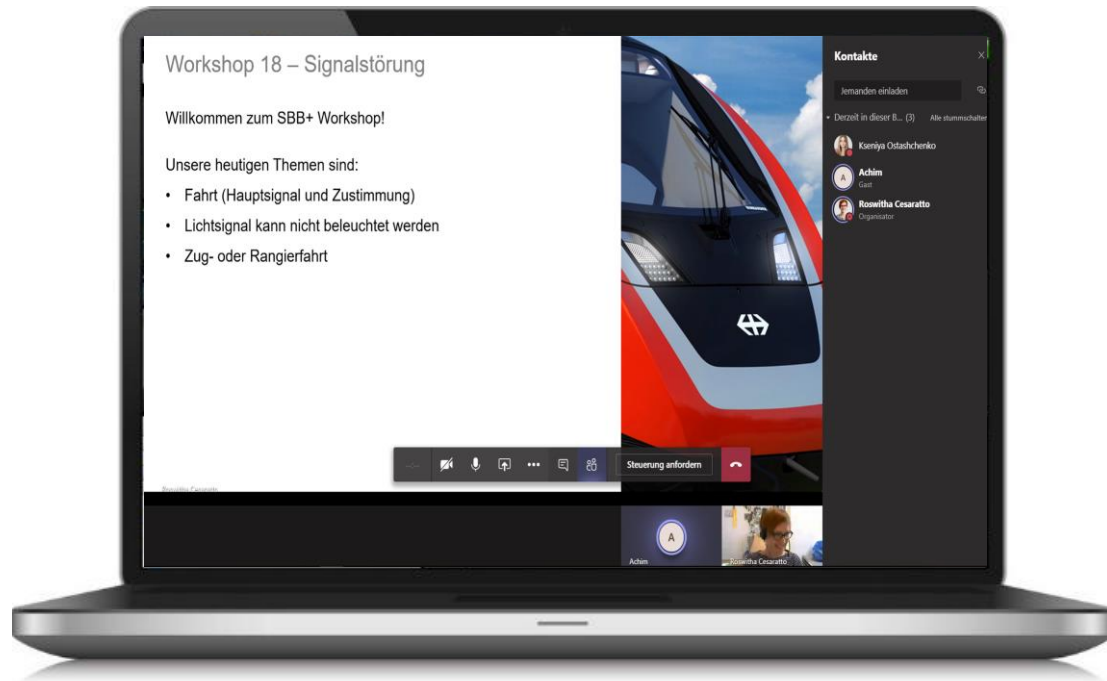 Workshop 18 – Signalstörung
Willkommen zum SBB+ Workshop!
Unsere heutigen Themen sind:
• Fahrt (Hauptsignal und Zustimmung)
• Lichtsignal kann nicht beleuchtet werden
• Zug- oder Rangierfahrt
Roswitha Cesaratto
Steuerung anfordern
A
Achim
Roswitha Cesaratto
Kontakte
Jemanden einladen
Derzeit in dieser B... (3) Alle stummschalten
Kseniya Ostashchenko
A
Achim
Gast
Roswitha Cesaratto
Organisator